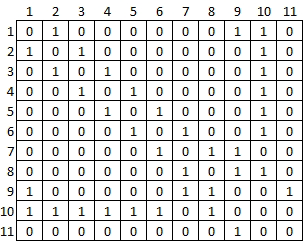 1 2 3 4 5 6 7 8 9 10 11
1 0 1 0 0 0 0 0 0 1 1 0
2 1 0 1 0 0 0 0 0 0 1 0
3 0 1 0 1 0 0 0 0 0 1 0
4 0 0 1 0 1 0 0 0 0 1 0
5 0 0 0 1 0 1 0 0 0 1 0
6 0 0 0 0 1 0 1 0 0 1 0
7 0 0 0 0 0 1 0 1 1 0 0
8 0 0 0 0 0 0 1 0 1 1 0
9 1 0 0 0 0 0 1 1 0 0 1
10 1 1 1 1 1 1 0 1 0 0 0
11 0 0 0 0 0 0 0 0 1 0 0